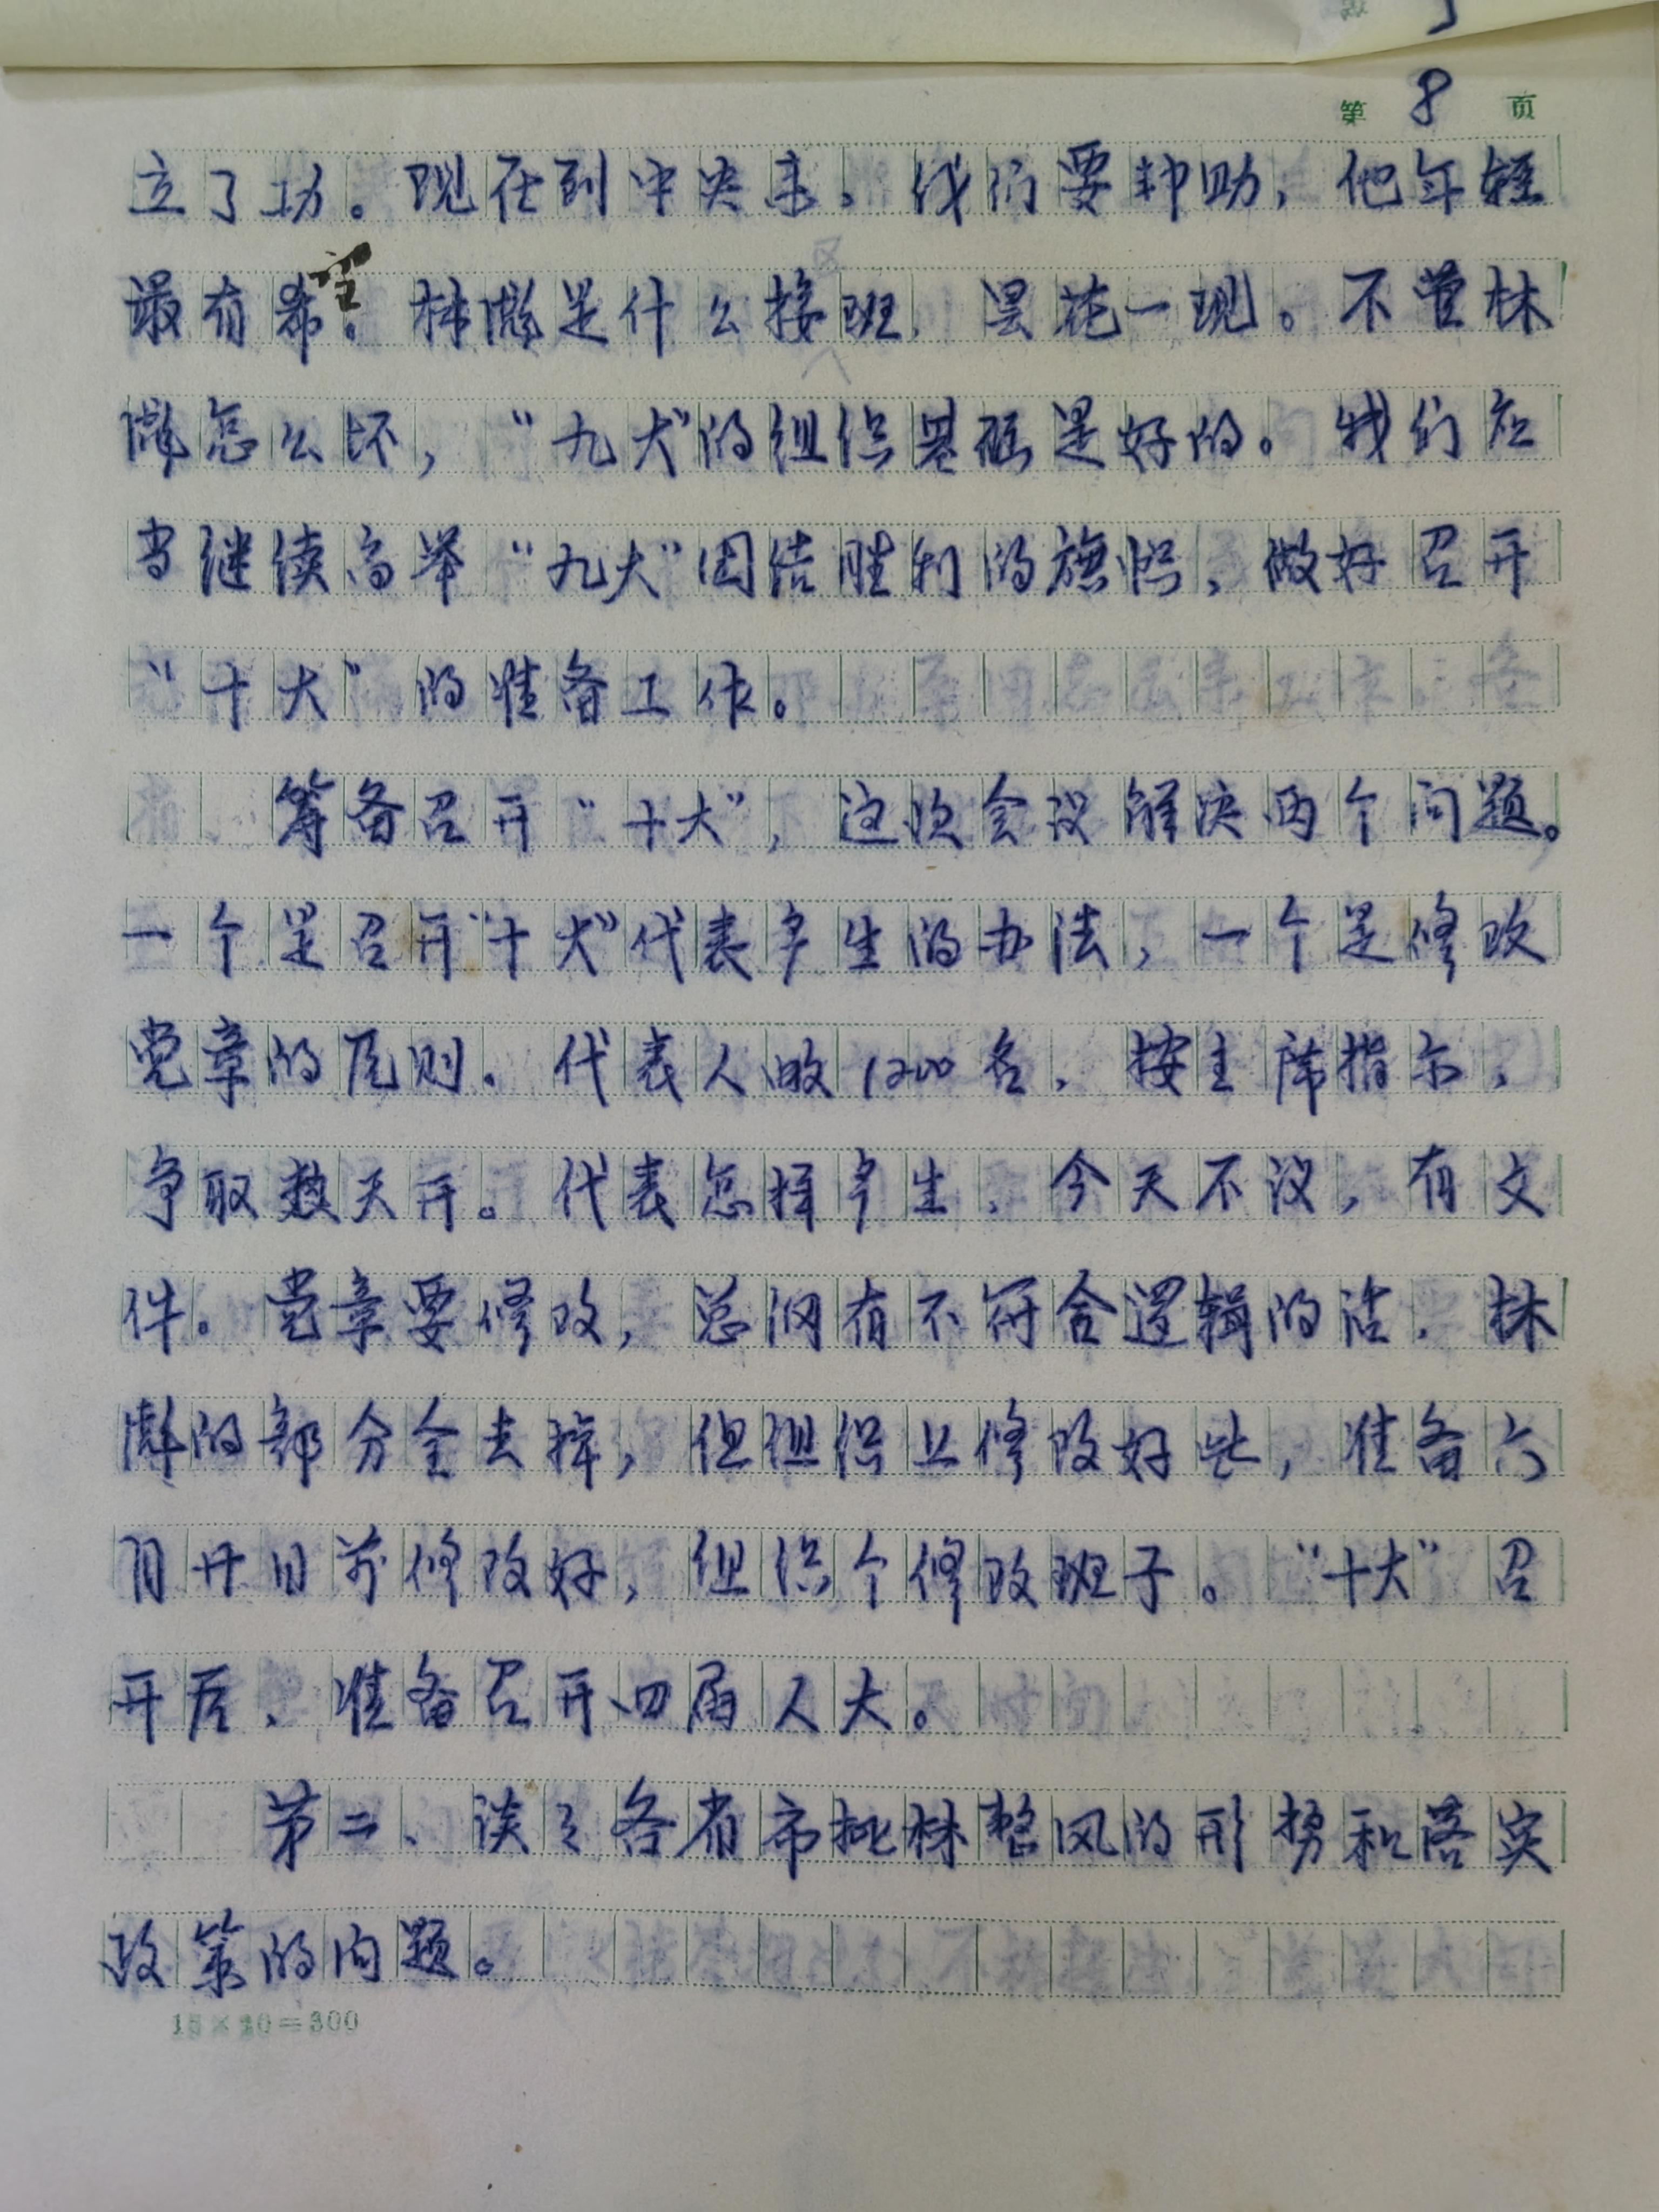 第 8 页
立了功。现在到中央来。我们要帮助，他年轻
最有希望。林彪是什么接班，昙花一现。不管林
彪怎么坏，“九大”的组织基础是好的。我们应
当继续高举“九大”团结胜利的旗帜，做好召开
“十大”的准备工作。
筹备召开“十大”，这次会议解决两个问题。
一个是召开“十大”代表产生的办法，一个是修改
党章的原则。代表人数1200名，按主席指示，
争取热天开。代表怎样产生，今天不议，有文
件。党章要修改，总纲有不符合逻辑的话，林
彪的部分全去掉，但组织上修改好些，准备六
月廿日前修改好，组织个修改班子。“十大”召
开后，准备召开四届人大。
第二、谈谈各省市批林整风的形势和落实
政策的问题。
15×20=300